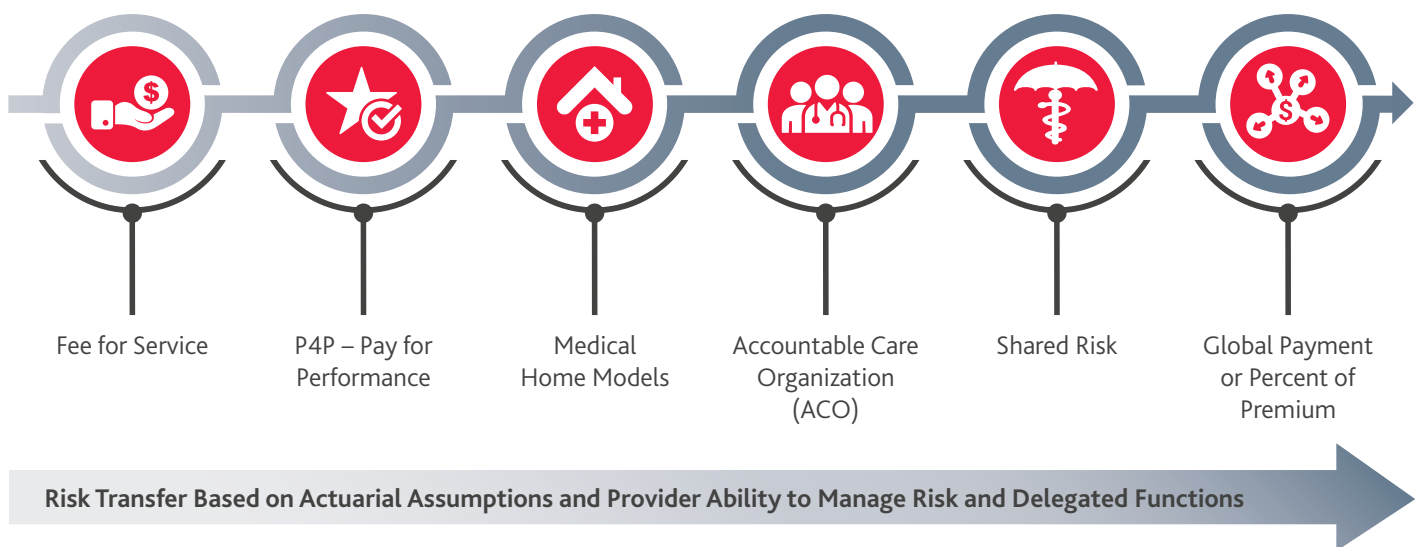 $
$
Fee for Service
P4P – Pay for
Performance
Medical
Home Models
Accountable Care
Organization
(ACO)
Shared Risk
Global Payment
or Percent of
Premium
Risk Transfer Based on Actuarial Assumptions and Provider Ability to Manage Risk and Delegated Functions